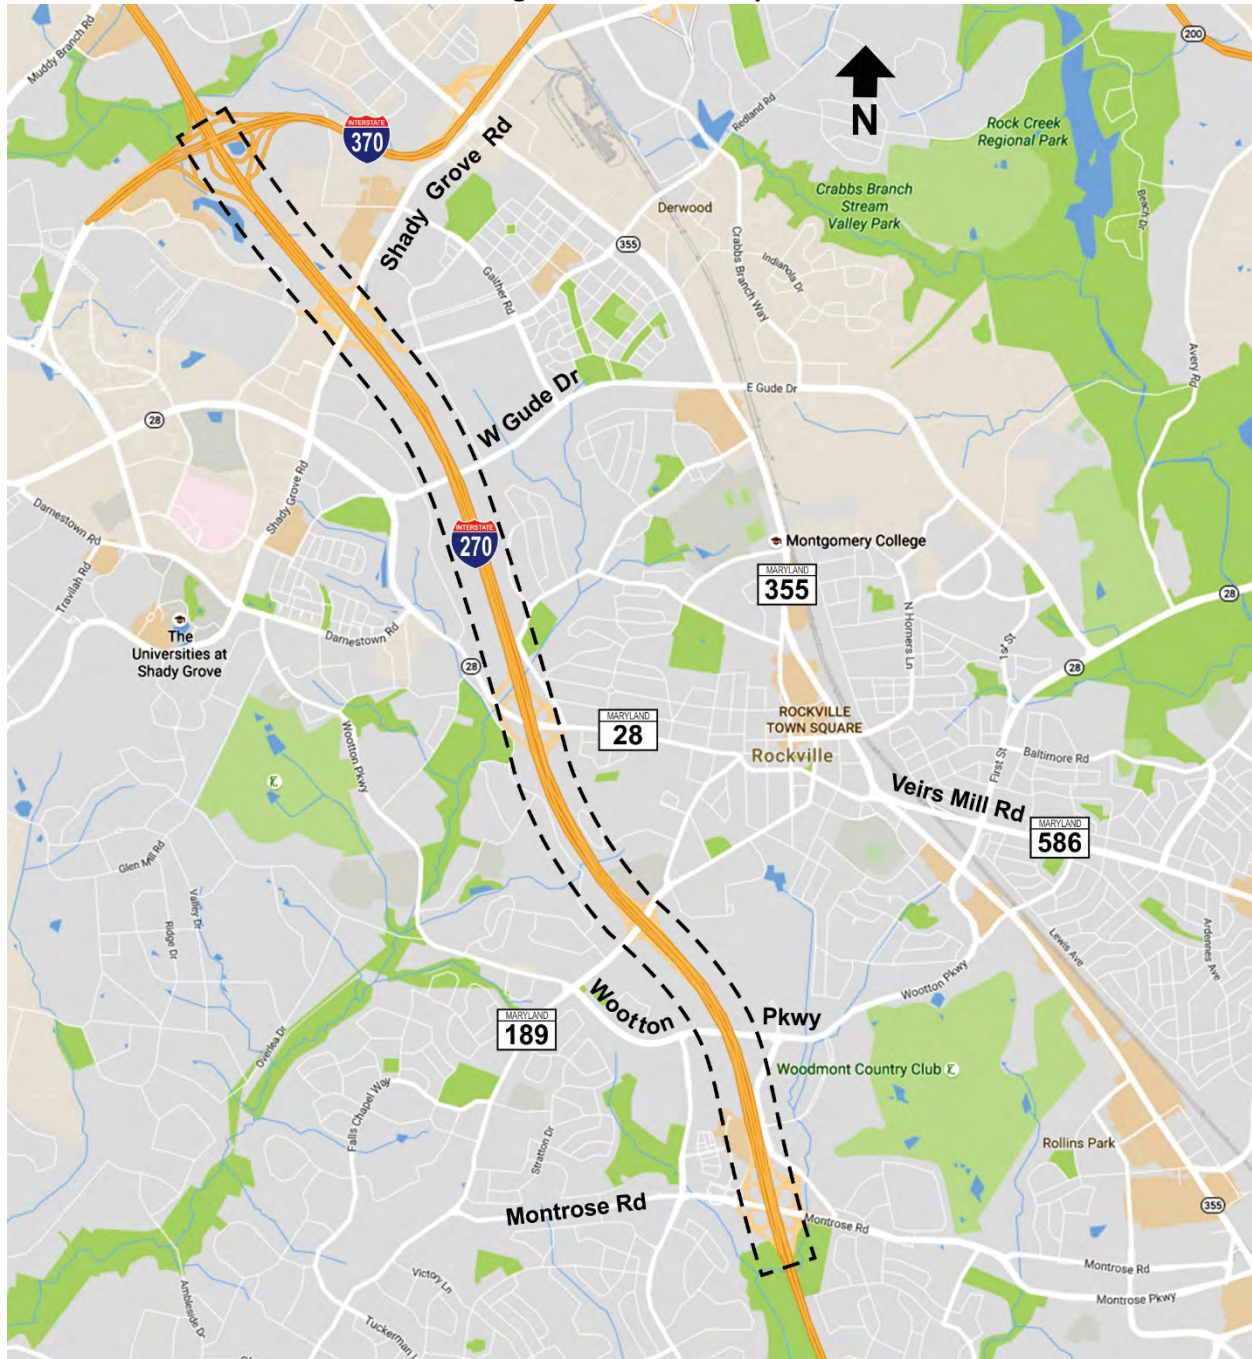 Muddy Branch Rd
200
N
INTERSTATE
370
Shady Grove Rd
Redland Rd
Rock Creek
Regional Park
Crabbs Branch
Stream
Valley Park
Beach Dr
Derwood
355
Crabbs Branch Way
Indianola Dr
Gaither Rd
Avery Rd
W Gude Dr
E Gude Dr
28
Shady Grove Rd
Darnestown Rd
INTERSTATE
270
Montgomery College
MARYLAND
355
Travilah Rd
28
N Horners Ln
1st St
The
Universities at
Shady Grove
Darnestown Rd
28
28
ROCKVILLE
TOWN SQUARE
MARYLAND
28
Rockville
Wootton Pkwy
First St
Baltimore Rd
Veirs Mill Rd
MARYLAND
586
Glen Mill Rd
Valley Dr
Ridge Dr
Ardennes Ave
Lewis Ave
Wootton Pkwy
Wootton
Pkwy
MARYLAND
189
Overlea Dr
Woodmont Country Club
Falls Chapel Way
Stratton Dr
Rollins Park
Montrose Rd
355
Montrose Rd
Montrose Rd
Victory Ln
Montrose Pkwy
Ambleside Dr
Tuckerman